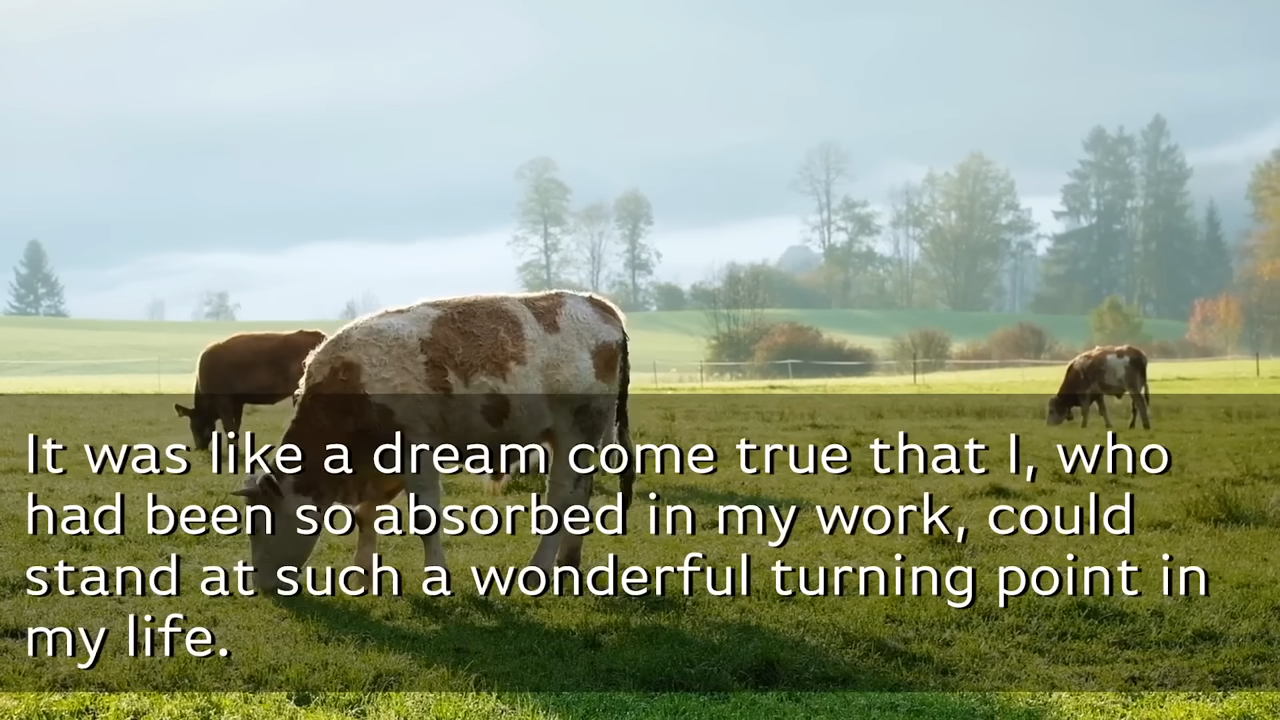 It was like a dream come true that I, who
had been so absorbed in my work, could
stand at such a wonderful turning point in
my life.